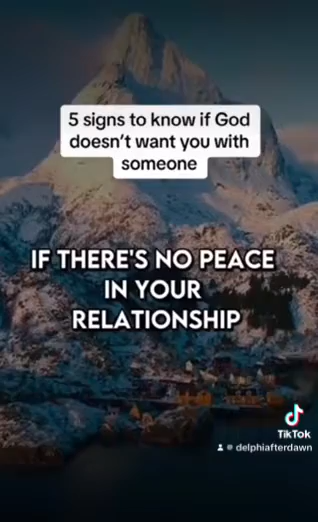 5 signs to know if God
doesn't want you with
someone
IF THERE'S NO PEACE
IN YOUR
RELATIONSHIP
TikTok
delphiafterdawn